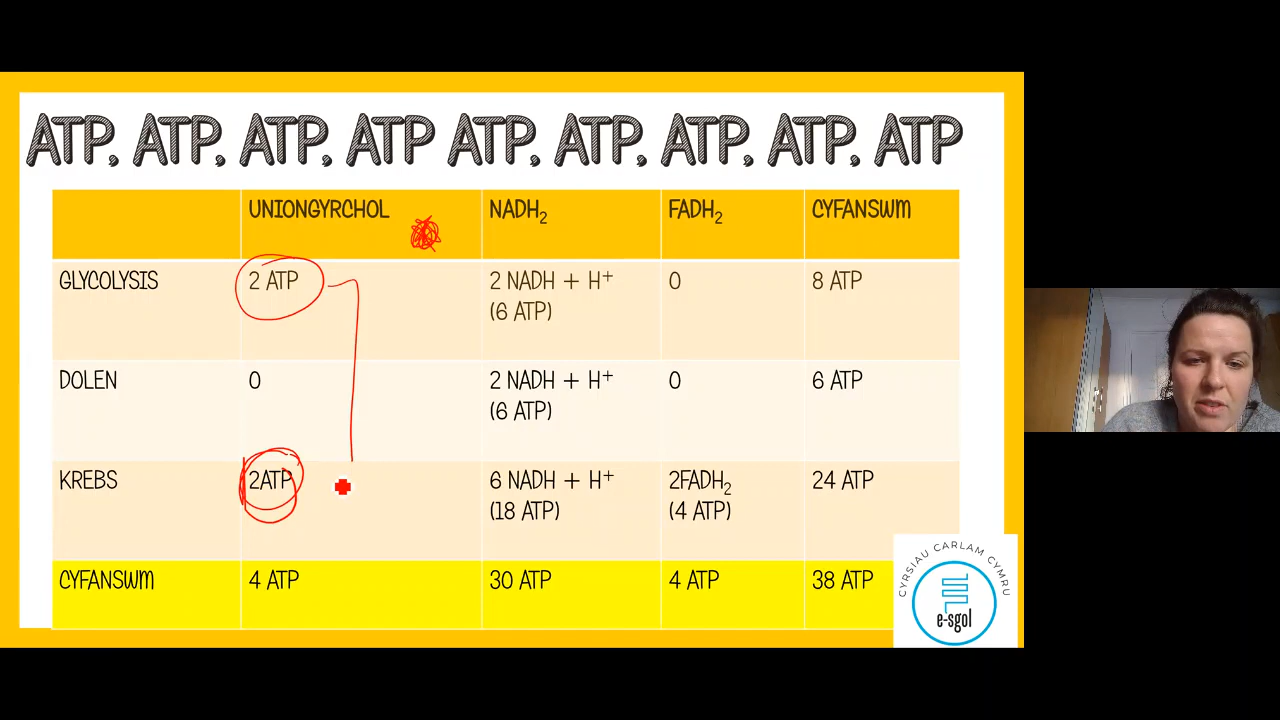 ATP, ATP, ATP, ATP ATP, ATP, ATP, ATP, ATP
UNIONGYRCHOL NADH₂ FADH₂ CYFANSWM
GLYCOLYSIS 2 ATP 2 NADH + H⁺ 0 8 ATP
(6 ATP)
DOLEN 0 2 NADH + H⁺ 0 6 ATP
(6 ATP)
KREBS 2ATP 6 NADH + H⁺ 2FADH₂ 24 ATP
(18 ATP) (4 ATP)
CYFANSWM 4 ATP 30 ATP 4 ATP 38 ATP
CYRSIAU CARLAM CYMRU
e-sgol